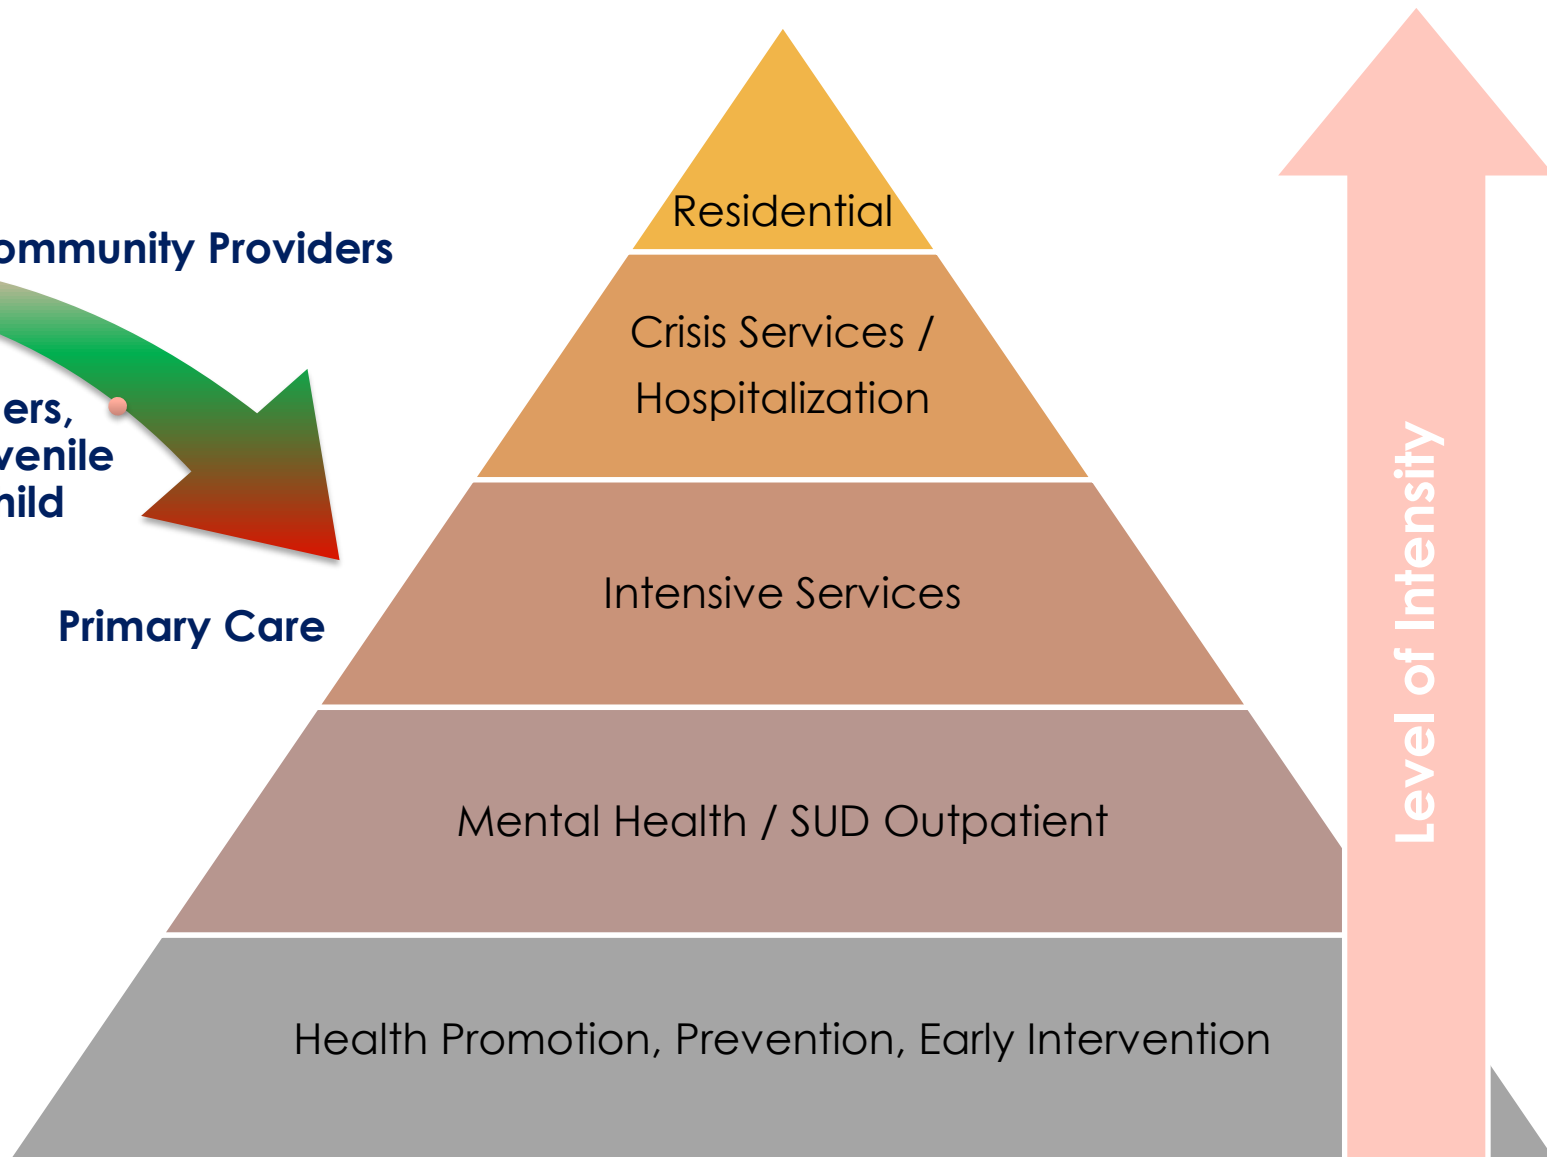 Residential
ommunity Providers
Crisis Services /
Hospitalization
ers,
venile
hild
Intensive Services
Primary Care
Level of Intensity
Mental Health / SUD Outpatient
Health Promotion, Prevention, Early Intervention